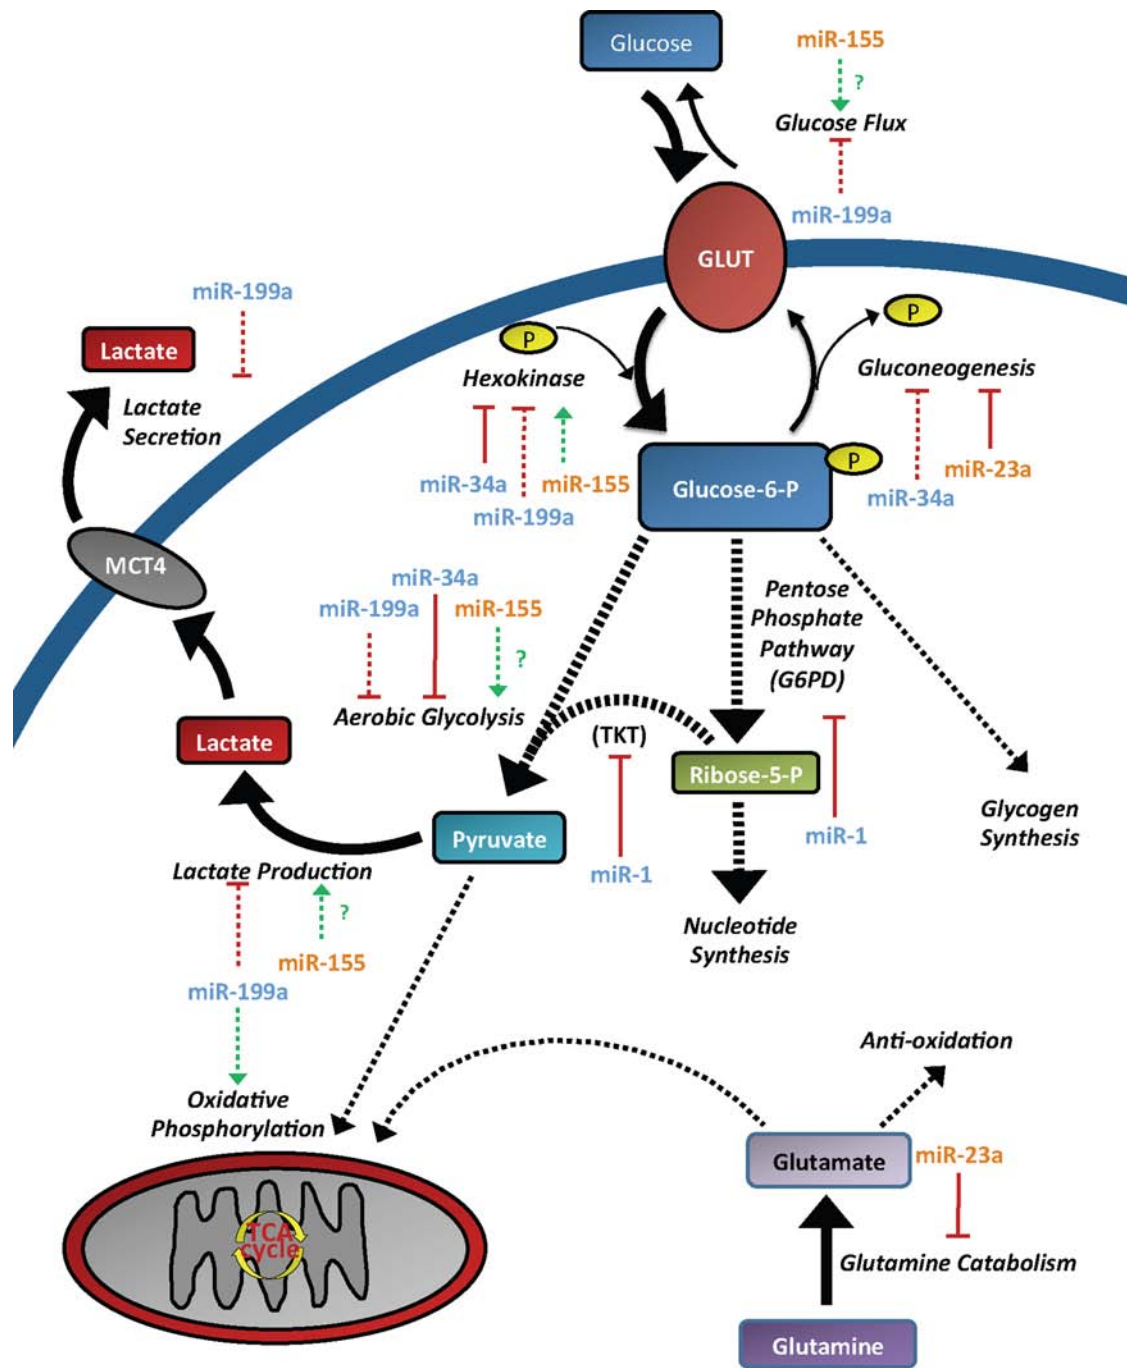 Glucose
miR-155
?
Glucose Flux
miR-199a
GLUT
miR-199a
Lactate
Lactate
Secretion
P
P
Hexokinase
Gluconeogenesis
miR-34a
miR-155
miR-199a
Glucose-6-P
P
miR-23a
miR-34a
MCT4
miR-34a
miR-199a
miR-155
?
Aerobic Glycolysis
Pentose
Phosphate
Pathway
(G6PD)
Lactate
(TKT)
Ribose-5-P
Glycogen
Synthesis
Pyruvate
miR-1
miR-1
Lactate Production
?
miR-155
miR-199a
Nucleotide
Synthesis
Oxidative
Phosphorylation
Anti-oxidation
Glutamate
miR-23a
TCA
cycle
Glutamine Catabolism
Glutamine